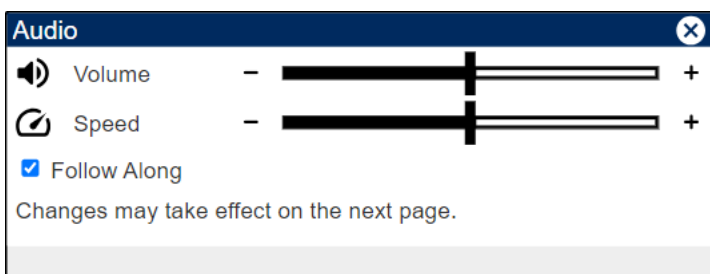 Audio
Volume - +
Speed - +
Follow Along
Changes may take effect on the next page.